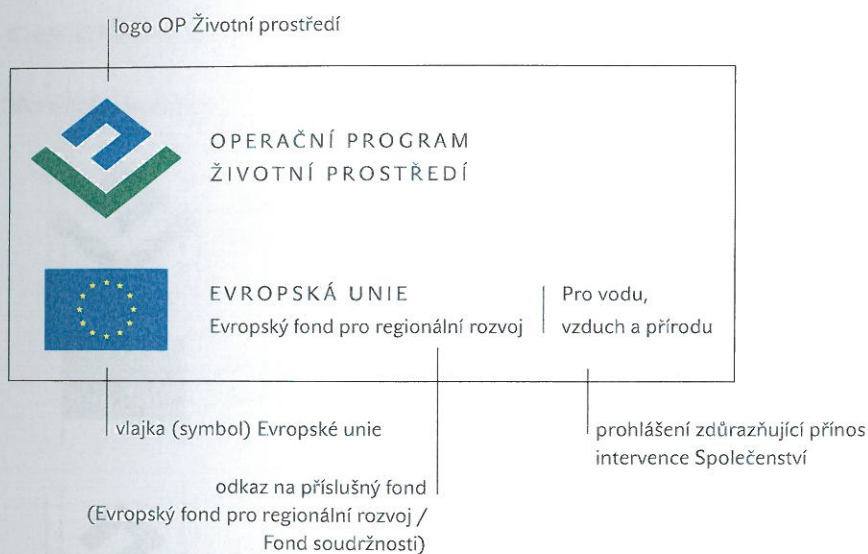 logo OP Životní prostředí
OPERAČNÍ PROGRAM
ŽIVOTNÍ PROSTŘEDÍ
EVROPSKÁ UNIE
Evropský fond pro regionální rozvoj
Pro vodu,
vzduch a přírodu
vlajka (symbol) Evropské unie
prohlášení zdůrazňující přínos
intervence Společenství
odkaz na příslušný fond
(Evropský fond pro regionální rozvoj /
Fond soudržnosti)